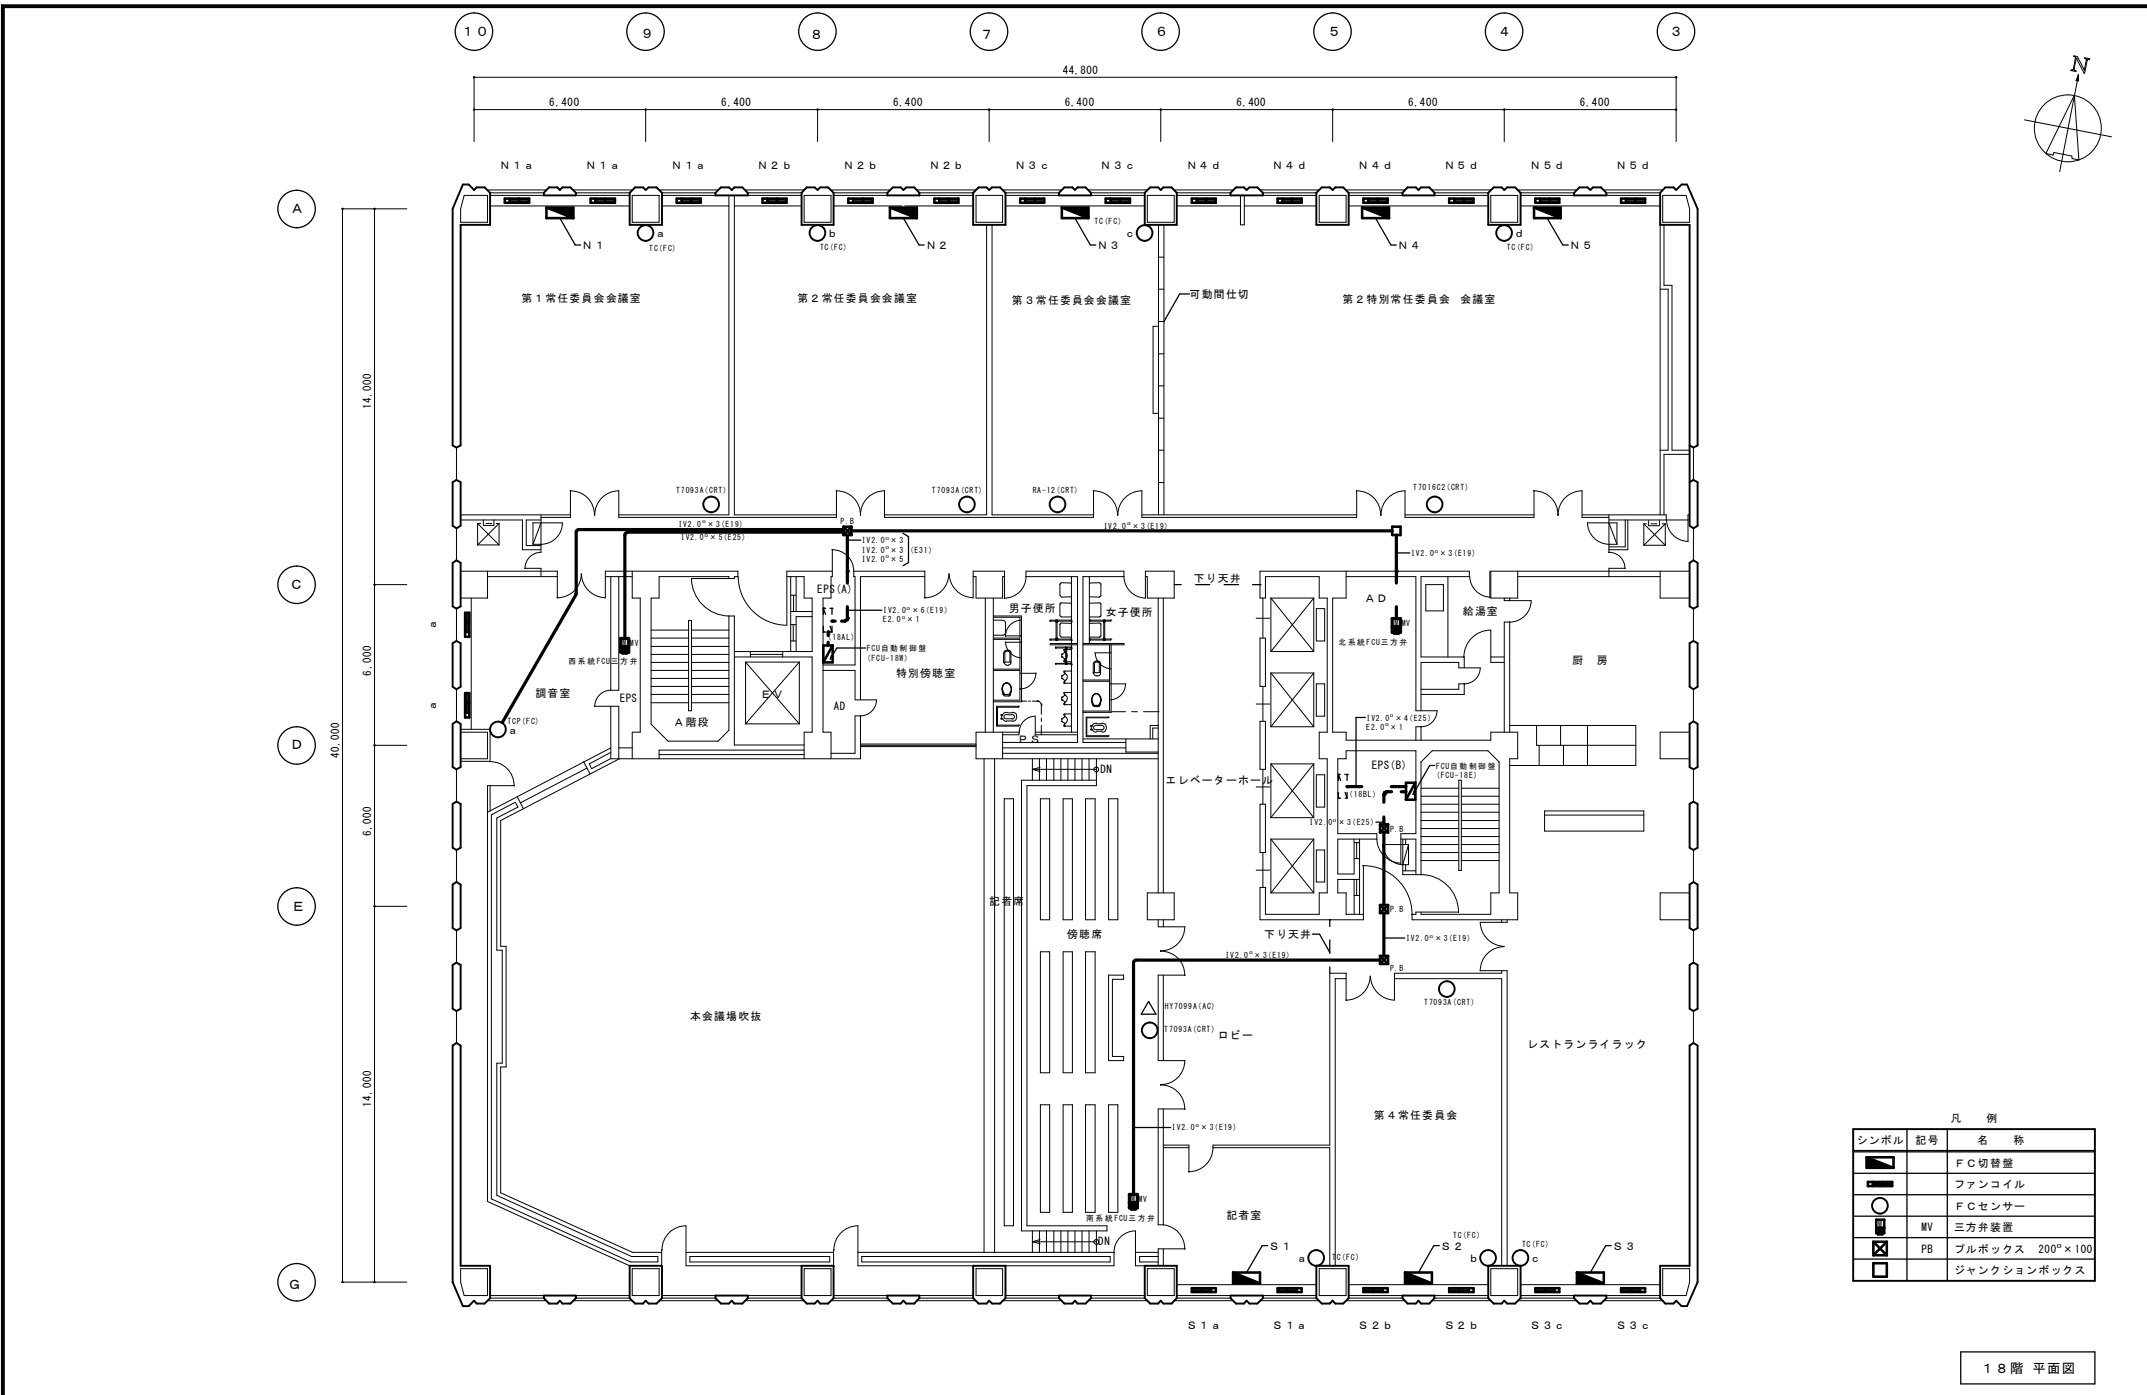 10 9 8 7 6 5 4 3
N
44,800
6,400 6,400 6,400 6,400 6,400 6,400 6,400
N1a N1a N1a N2b N2b N2b N3c N3c N4d N4d N4d N5d N5d N5d
A
a
TC(FC)
b
TC(FC)
TC(FC)
c
d
TC(FC)
N1
N2
N3
N4
N5
第1常任委員会会議室
第2常任委員会会議室
第3常任委員会会議室
可動間仕切
第2特別常任委員会 会議室
14,000
T7093A(CRT)
T7093A(CRT)
RA-12(CRT)
T7016C2(CRT)
IV2.0□×3(E19)
IV2.0□×5(E25)
P.B
IV2.0□×3
IV2.0□×3 (E31)
IV2.0□×5
IV2.0□×3(E19)
IV2.0□×3(E19)
C
EPS(A)
IV2.0□×6(E19)
E2.0□×1
(18AL)
FCU自動制御盤
(FCU-18W)
男子便所
女子便所
下り天井
AD
MV
北系統FCU三方弁
給湯室
厨 房
a
a
6,000
MV
西系統FCU三方弁
調音室
EPS
A階段
EV
AD
特別傍聴室
PS
TCP(FC)
a
40,000
D
IV2.0□×4(E25)
E2.0□×1
EPS(B)
FCU自動制御盤
(FCU-18E)
(18BL)
エレベーターホール
DN
IV2.0□×3(E25)
P.B
6,000
E
記者席
傍聴席
P.B
下り天井
IV2.0□×3(E19)
IV2.0□×3(E19)
P.B
T7093A(CRT)
HY7099A(AC)
T7093A(CRT)
ロビー
本会議場吹抜
レストランライラック
14,000
第4常任委員会
IV2.0□×3(E19)
MV
南系統FCU三方弁
DN
記者室
S1
a
TC(FC)
S2
TC(FC)
b
TC(FC)
c
S3
G
S1a S1a S2b S2b S3c S3c
凡 例
シンボル 記号 名 称
FC切替盤
ファンコイル
FCセンサー
MV 三方弁装置
PB プルボックス 200□×100
ジャンクションボックス
18階 平面図